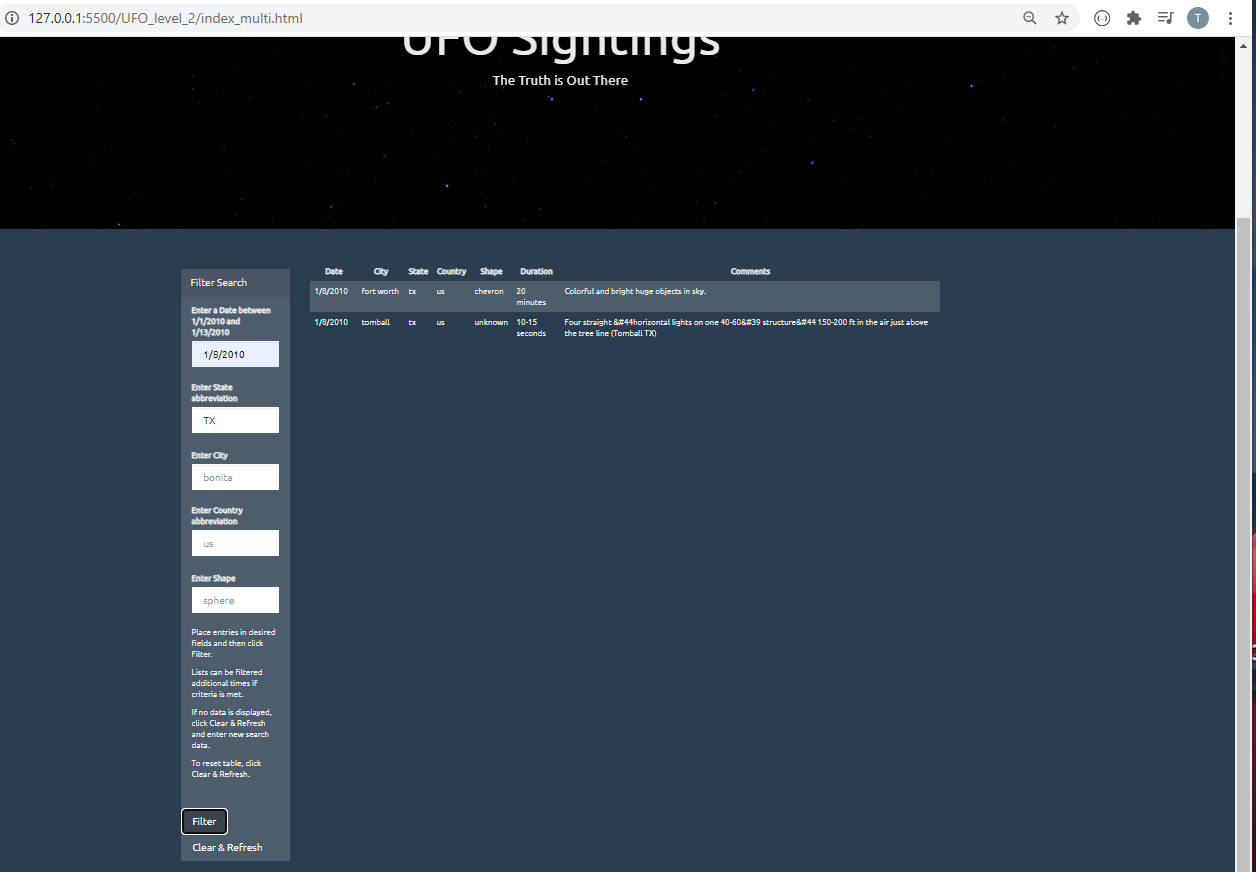 127.0.0.1:5500/UFO_level_2/index_multi.html
T
UFO Sightings
The Truth is Out There
Filter Search
Enter a Date between
1/1/2010 and
1/13/2010
1/8/2010
Enter State
abbreviation
TX
Enter City
bonita
Enter Country
abbreviation
us
Enter Shape
sphere
Place entries in desired
fields and then click
Filter.
Lists can be filtered
additional times if
criteria is met.
If no data is displayed,
click Clear & Refresh
and enter new search
data.
To reset table, click
Clear & Refresh.
Filter
Clear & Refresh
Date City State Country Shape Duration Comments
1/8/2010 fort worth tx us chevron 20 Colorful and bright huge objects in sky.
minutes
1/8/2010 tomball tx us unknown 10-15 Four straight &#44horizontal lights on one 40-60&#39 structure&#44 150-200 ft in the air just above
seconds the tree line (Tomball TX)